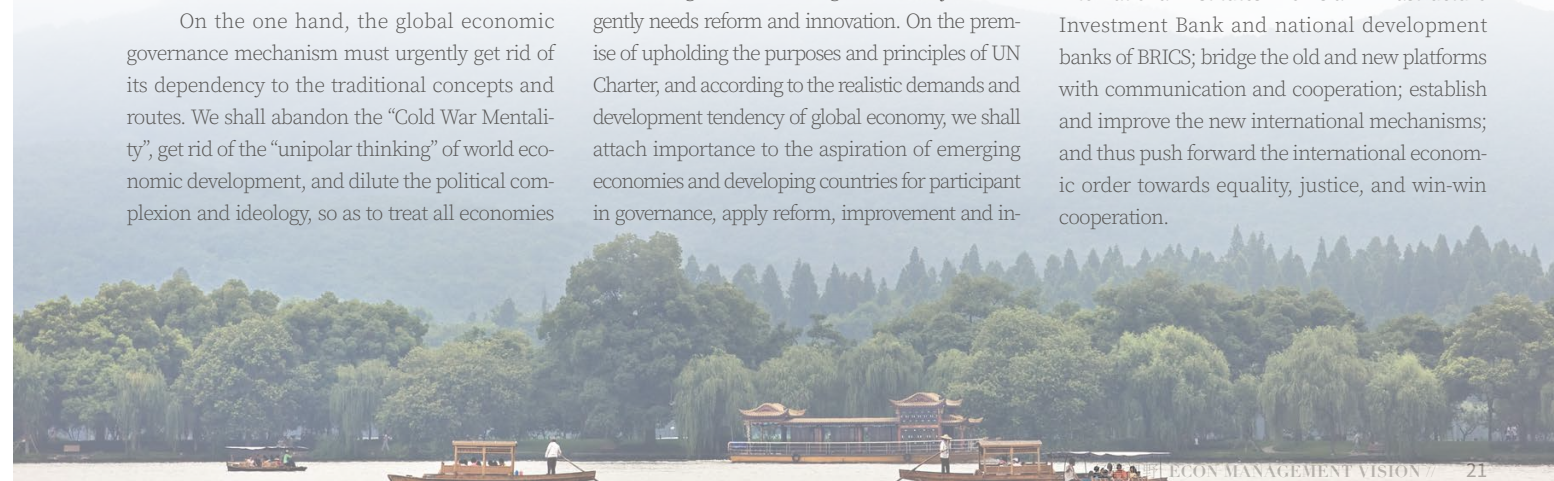 On the one hand, the global economic
governance mechanism must urgently get rid of
its dependency to the traditional concepts and
routes. We shall abandon the “Cold War Mentali-
ty”, get rid of the “unipolar thinking” of world eco-
nomic development, and dilute the political com-
plexion and ideology, so as to treat all economies
gently needs reform and innovation. On the prem-
ise of upholding the purposes and principles of UN
Charter, and according to the realistic demands and
development tendency of global economy, we shall
attach importance to the aspiration of emerging
economies and developing countries for participant
in governance, apply reform, improvement and in-
Investment Bank and national development
banks of BRICS; bridge the old and new platforms
with communication and cooperation; establish
and improve the new international mechanisms;
and thus push forward the international econom-
ic order towards equality, justice, and win-win
cooperation.
ECON MANAGEMENT VISION // 21